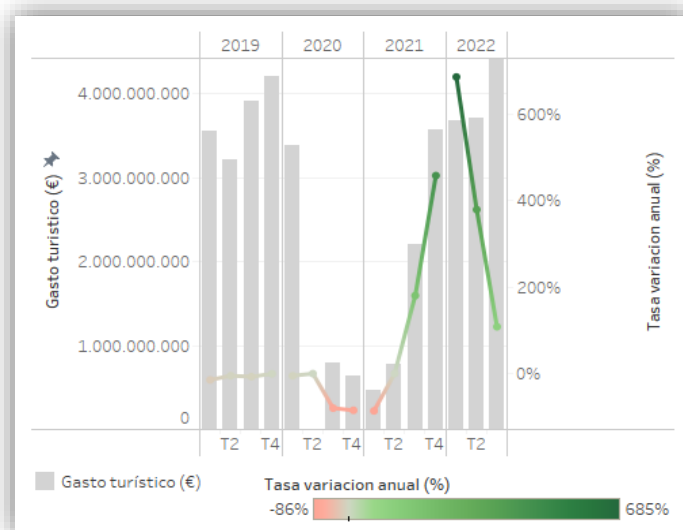 2019 2020 2021 2022
4.000.000.000
3.000.000.000
2.000.000.000
1.000.000.000
0
Gasto turistico (€)
600%
400%
200%
0%
Tasa variacion anual (%)
T2 T4 T2 T4 T2 T4 T2
Gasto turístico (€)
Tasa variacion anual (%)
-86% 685%